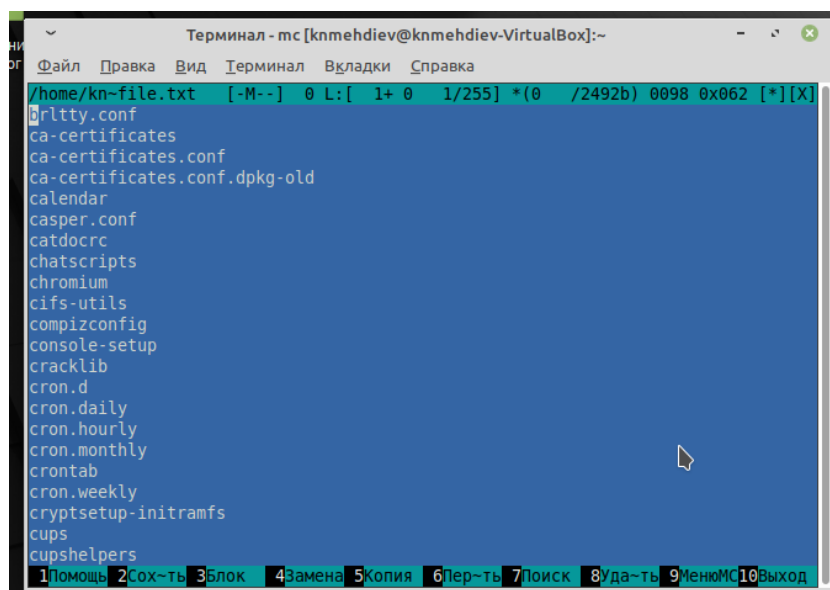 ни
ог
Терминал - mc [knmehdiev@knmehdiev-VirtualBox]:~
Файл Правка Вид Терминал Вкладки Справка
/home/kn~file.txt [-M--] 0 L:[ 1+ 0 1/255] *(0 /2492b) 0098 0x062 [*][X]
brltty.conf
ca-certificates
ca-certificates.conf
ca-certificates.conf.dpkg-old
calendar
casper.conf
catdocrc
chatscripts
chromium
cifs-utils
compizconfig
console-setup
cracklib
cron.d
cron.daily
cron.hourly
cron.monthly
crontab
cron.weekly
cryptsetup-initramfs
cups
cupshelpers
1Помощь 2Сох~ть 3Блок 4Замена 5Копия 6Пер~ть 7Поиск 8Уда~ть 9МенюMC 10Выход